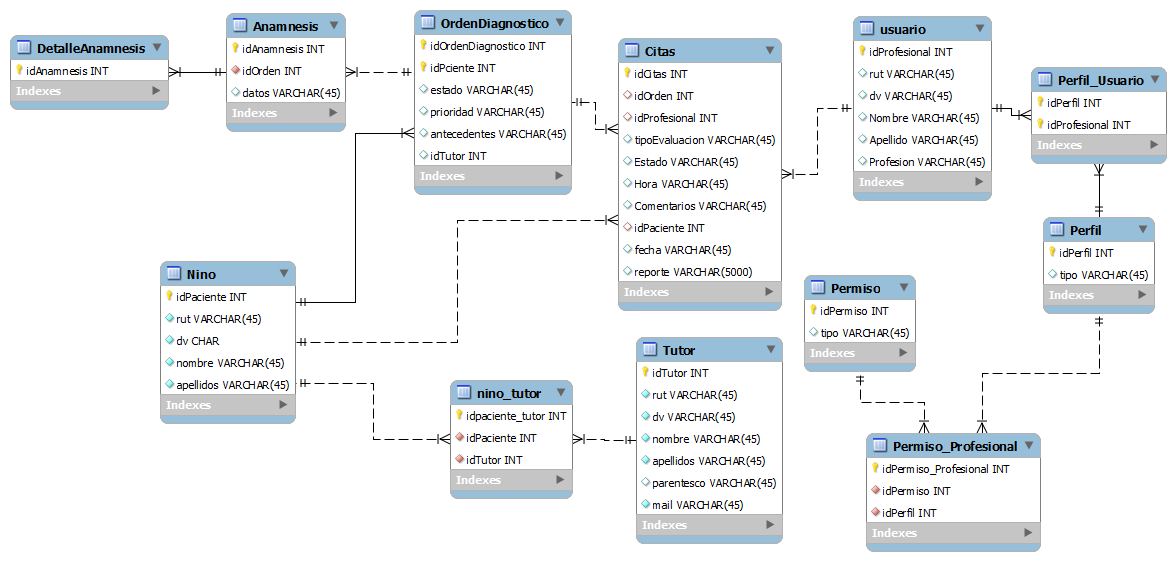 DetalleAnamnesis
idAnamnesis INT
Indexes
Anamnesis
idAnamnesis INT
idOrden INT
datos VARCHAR(45)
Indexes
OrdenDiagnostico
idOrdenDiagnostico INT
idPciente INT
estado VARCHAR(45)
prioridad VARCHAR(45)
antecedentes VARCHAR(45)
idTutor INT
Indexes
Citas
idCitas INT
idOrden INT
idProfesional INT
tipoEvaluacion VARCHAR(45)
Estado VARCHAR(45)
Hora VARCHAR(45)
Comentarios VARCHAR(45)
idPaciente INT
fecha VARCHAR(45)
reporte VARCHAR(5000)
Indexes
usuario
idProfesional INT
rut VARCHAR(45)
dv VARCHAR(45)
Nombre VARCHAR(45)
Apellido VARCHAR(45)
Profesion VARCHAR(45)
Indexes
Perfil_Usuario
idPerfil INT
idProfesional INT
Indexes
Perfil
idPerfil INT
tipo VARCHAR(45)
Indexes
Nino
idPaciente INT
rut VARCHAR(45)
dv CHAR
nombre VARCHAR(45)
apellidos VARCHAR(45)
Indexes
nino_tutor
idpaciente_tutor INT
idPaciente INT
idTutor INT
Indexes
Tutor
idTutor INT
rut VARCHAR(45)
dv VARCHAR(45)
nombre VARCHAR(45)
apellidos VARCHAR(45)
parentesco VARCHAR(45)
mail VARCHAR(45)
Indexes
Permiso
idPermiso INT
tipo VARCHAR(45)
Indexes
Permiso_Profesional
idPermiso_Profesional INT
idPermiso INT
idPerfil INT
Indexes